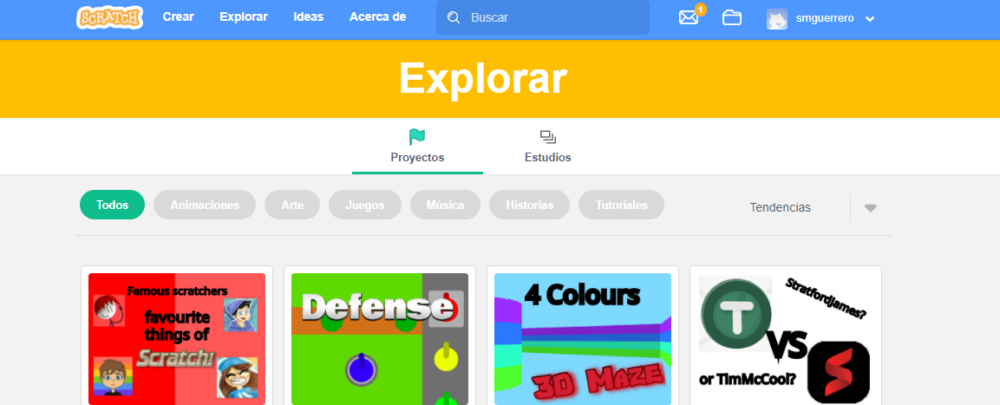 SCRATCH Crear Explorar Ideas Acerca de Buscar 1 smguerrero
Explorar
Proyectos Estudios
Todos Animaciones Arte Juegos Música Historias Tutoriales Tendencias
Famous scratchers
favourite
things of
Scratch!
Defense
4 Colours
3D Maze
T
Stratfordjames?
VS
or TimMcCool?